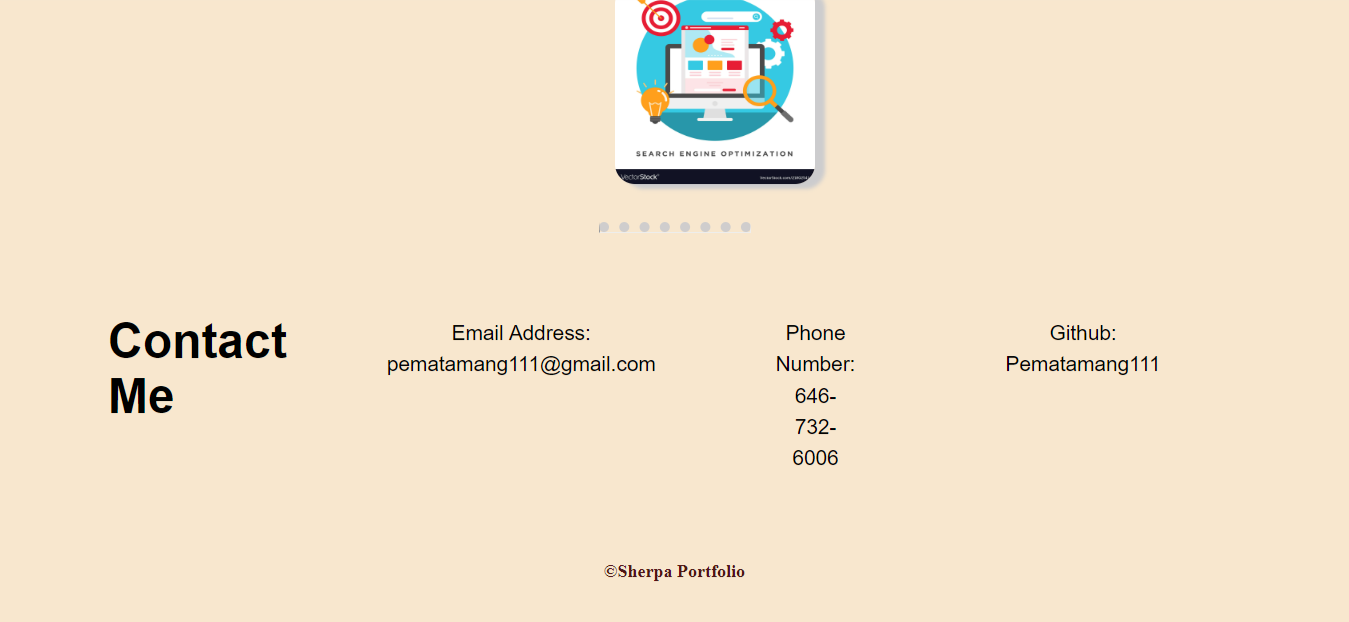 SEARCH ENGINE OPTIMIZATION
VectorStock
Contact
Me
Email Address:
pematamang111@gmail.com
Phone
Number:
646-
732-
6006
Github:
Pematamang111
©Sherpa Portfolio